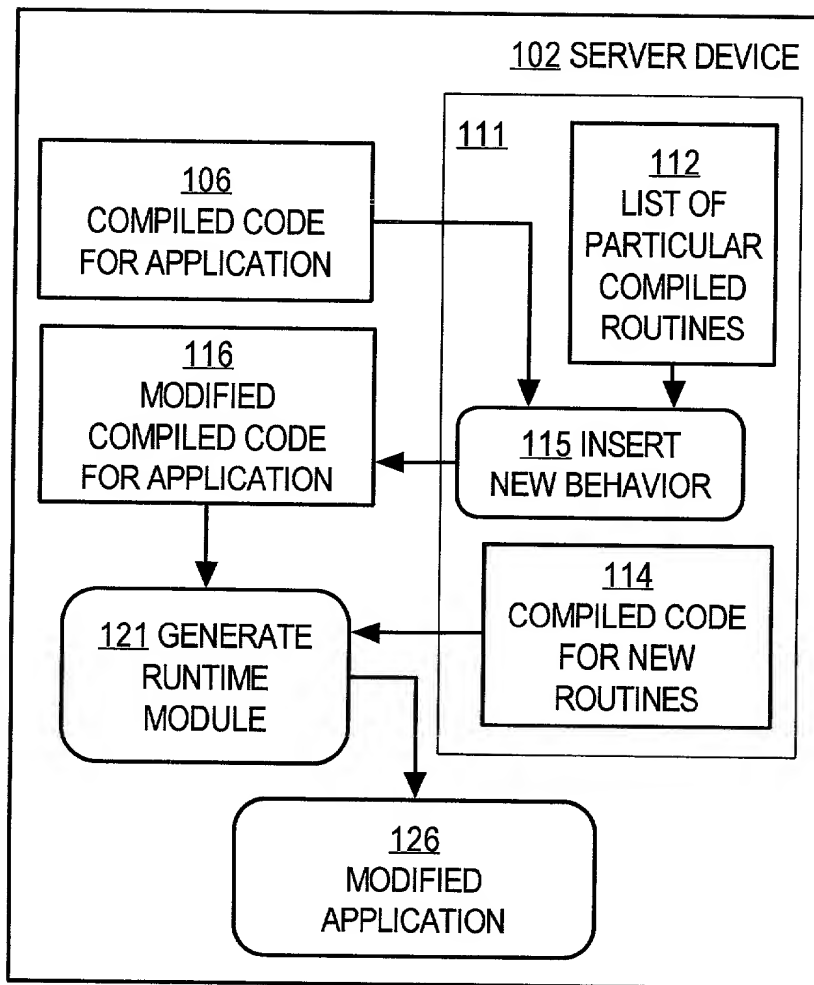 102 SERVER DEVICE
111
112
LIST OF
PARTICULAR
COMPILED
ROUTINES
106
COMPILED CODE
FOR APPLICATION
116
MODIFIED
COMPILED CODE
FOR APPLICATION
115 INSERT
NEW BEHAVIOR
114
COMPILED CODE
FOR NEW
ROUTINES
121 GENERATE
RUNTIME
MODULE
126
MODIFIED
APPLICATION